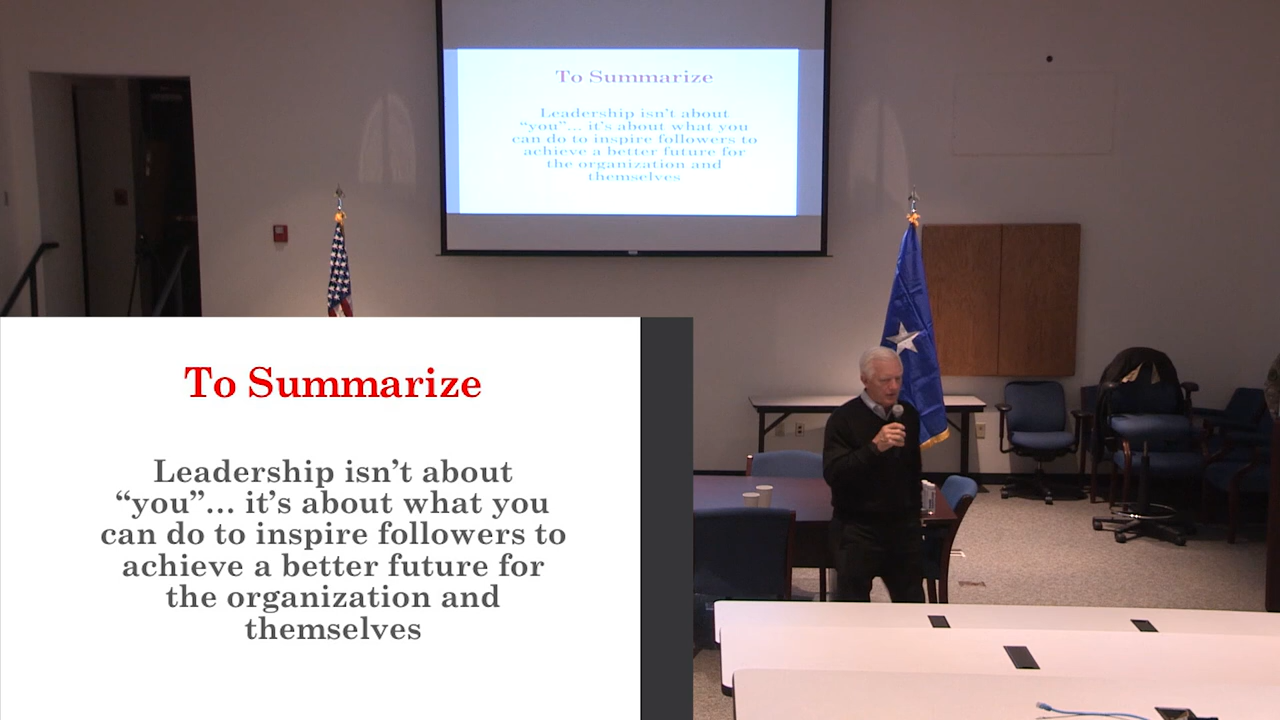 To Summarize
Leadership isn't about
“you”... it's about what you
can do to inspire followers to
achieve a better future for
the organization and
themselves
To Summarize
Leadership isn’t about
“you”… it’s about what you
can do to inspire followers to
achieve a better future for
the organization and
themselves